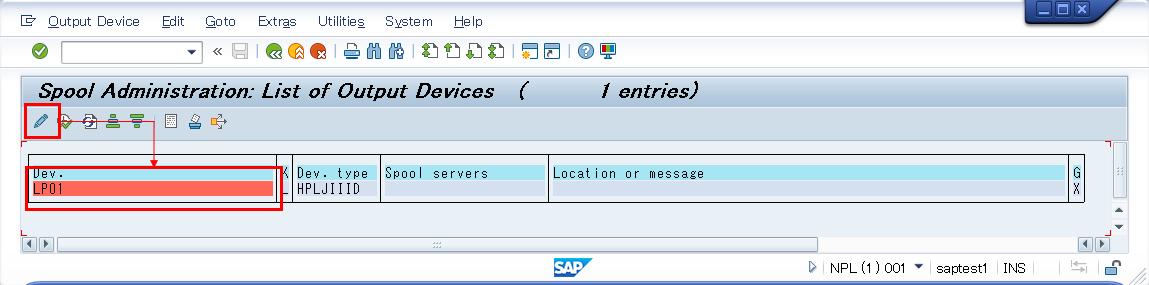 Output Device Edit Goto Extras Utilities System Help
Spool Administration: List of Output Devices ( 1 entries)
Dev. X Dev. type Spool servers Location or message G
LP01 L HPLJIIID X
SAP NPL (1) 001 saptest1 INS